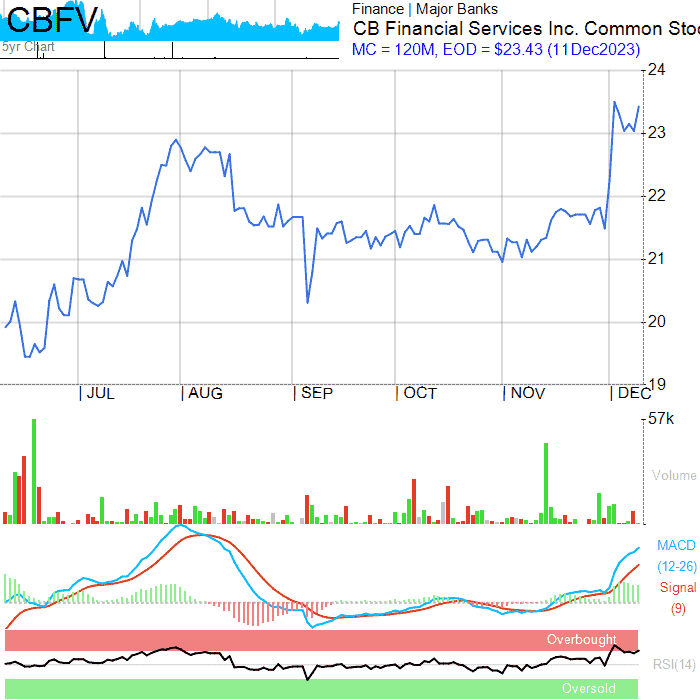 CBFV
5yr Chart
Finance | Major Banks
CB Financial Services Inc. Common Sto
MC = 120M, EOD = $23.43 (11Dec2023)
24
23
22
21
20
19
| JUL | AUG | SEP | OCT | NOV | DEC
57k
Volume
MACD
(12-26)
Signal
(9)
Overbought
RSI(14)
Oversold